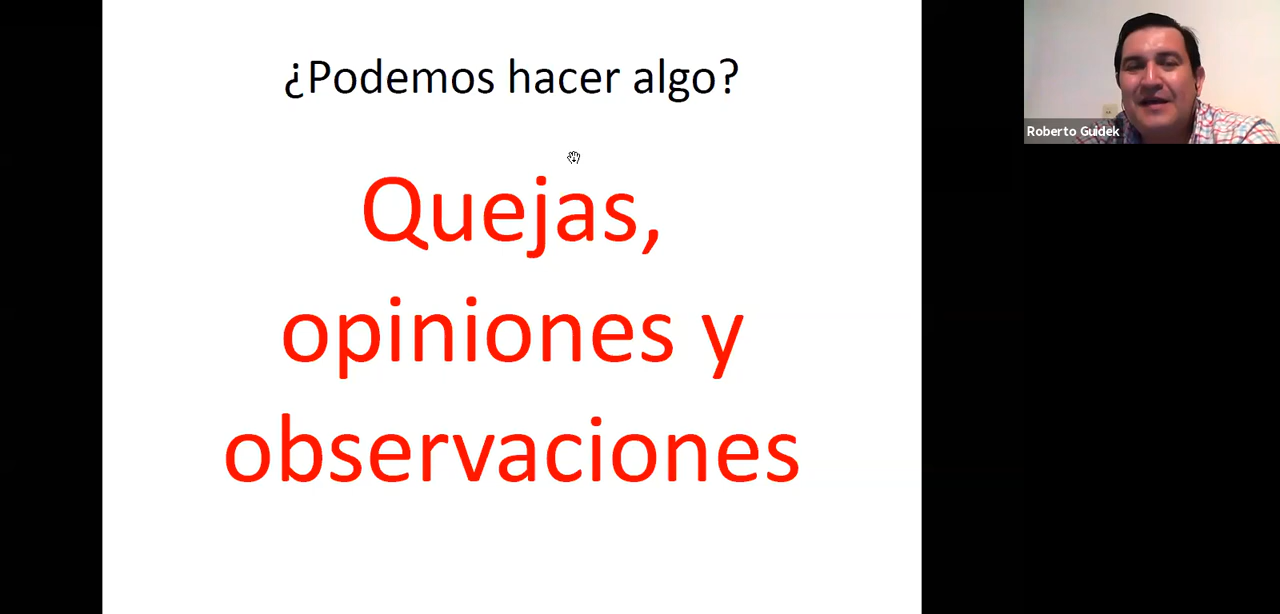 ¿Podemos hacer algo?
Quejas,
opiniones y
observaciones
Roberto Guidek